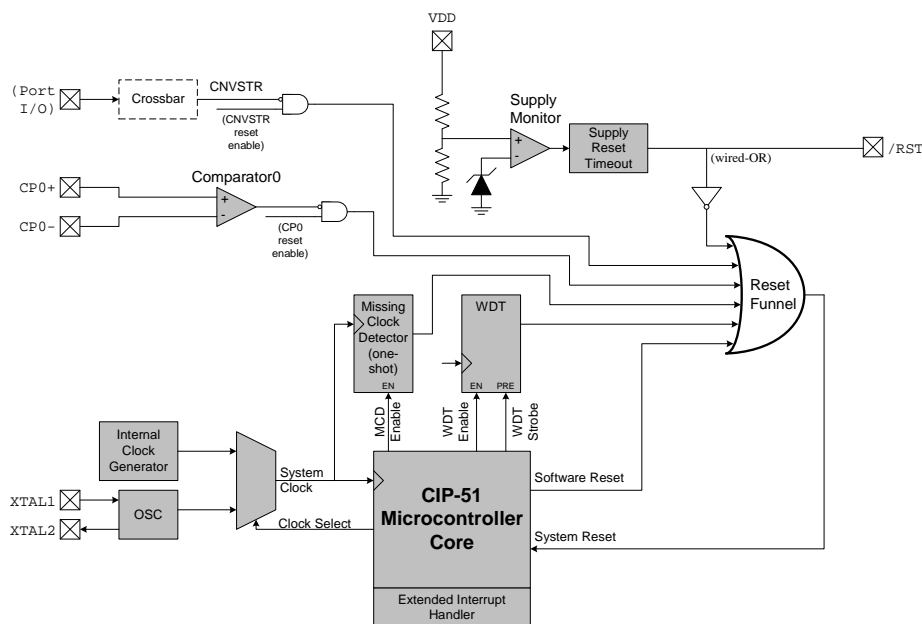 VDD
(Port
I/O)
Crossbar
CNVSTR
(CNVSTR
reset
enable)
Supply
Monitor
+
-
Supply
Reset
Timeout
(wired-OR)
/RST
CP0+
CP0-
Comparator0
+
-
(CP0
reset
enable)
Reset
Funnel
Missing
Clock
Detector
(one-
shot)
EN
WDT
EN
PRE
MCD
Enable
WDT
Enable
WDT
Strobe
Internal
Clock
Generator
System
Clock
XTAL1
XTAL2
OSC
Clock Select
CIP-51
Microcontroller
Core
Software Reset
System Reset
Extended Interrupt
Handler